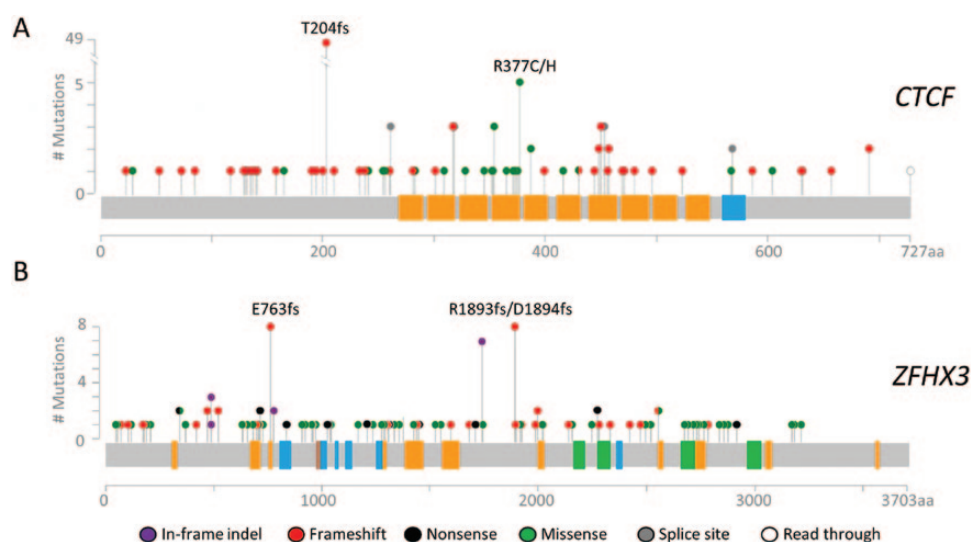 A
T204fs
49
R377C/H
5
CTCF
# Mutations
0
0
200
400
600
727aa
B
E763fs
R1893fs/D1894fs
8
ZFHX3
4
# Mutations
0
0
1000
2000
3000
3703aa
In-frame indel
Frameshift
Nonsense
Missense
Splice site
Read through